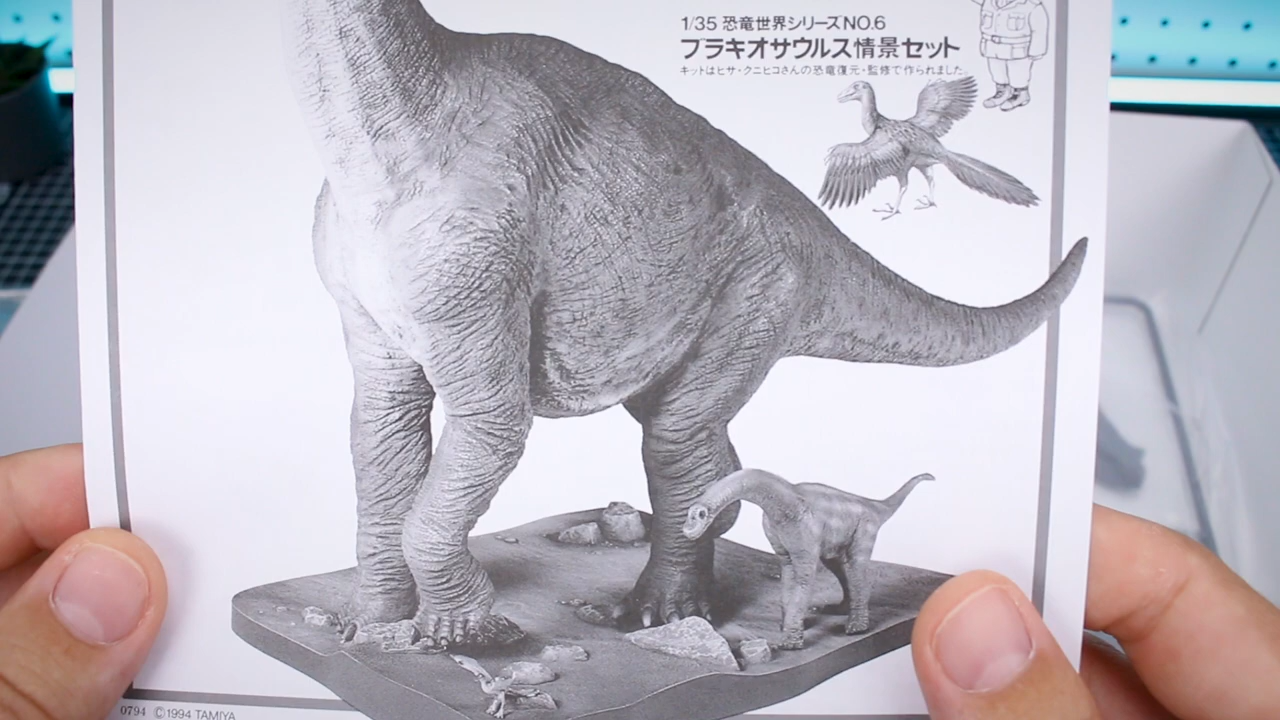 1/35 恐竜世界シリーズNO.6
ブラキオサウルス情景セット
キットはヒサ・クニヒコさんの恐竜復元・監修で作られました。
0794 ©1994 TAMIYA